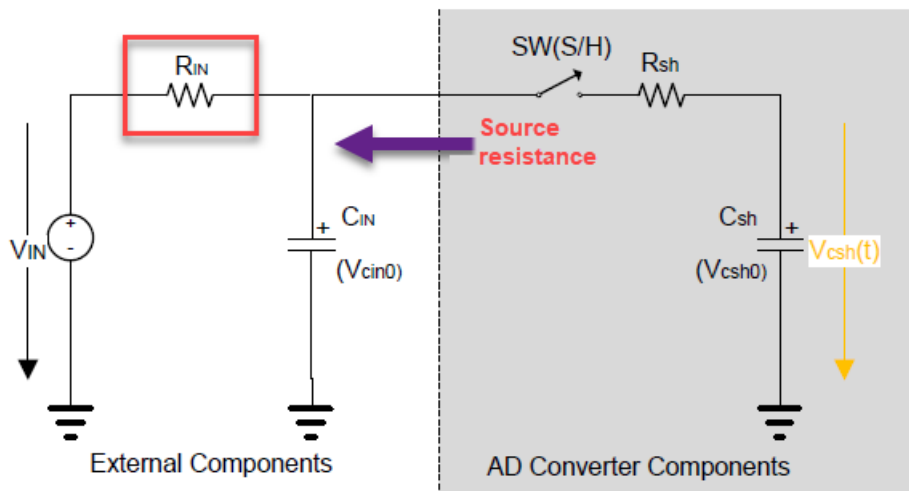 SW(S/H)
RIN
Rsh
Source
resistance
+
-
VIN
CIN
+
(Vcin0)
Csh
+
(Vcsh0)
Vcsh(t)
External Components
AD Converter Components